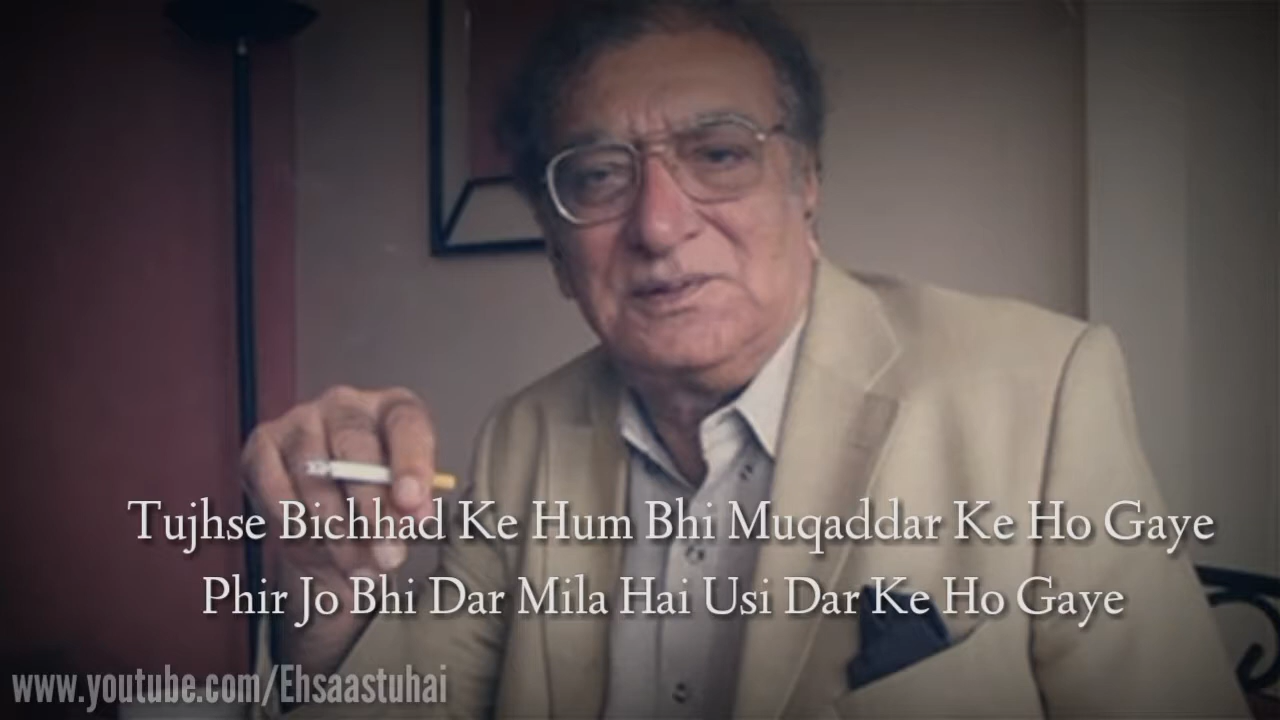 Tujhse Bichhad Ke Hum Bhi Muqaddar Ke Ho Gaye
Phir Jo Bhi Dar Mila Hai Usi Dar Ke Ho Gaye
www.youtube.com/Ehsaastuhai